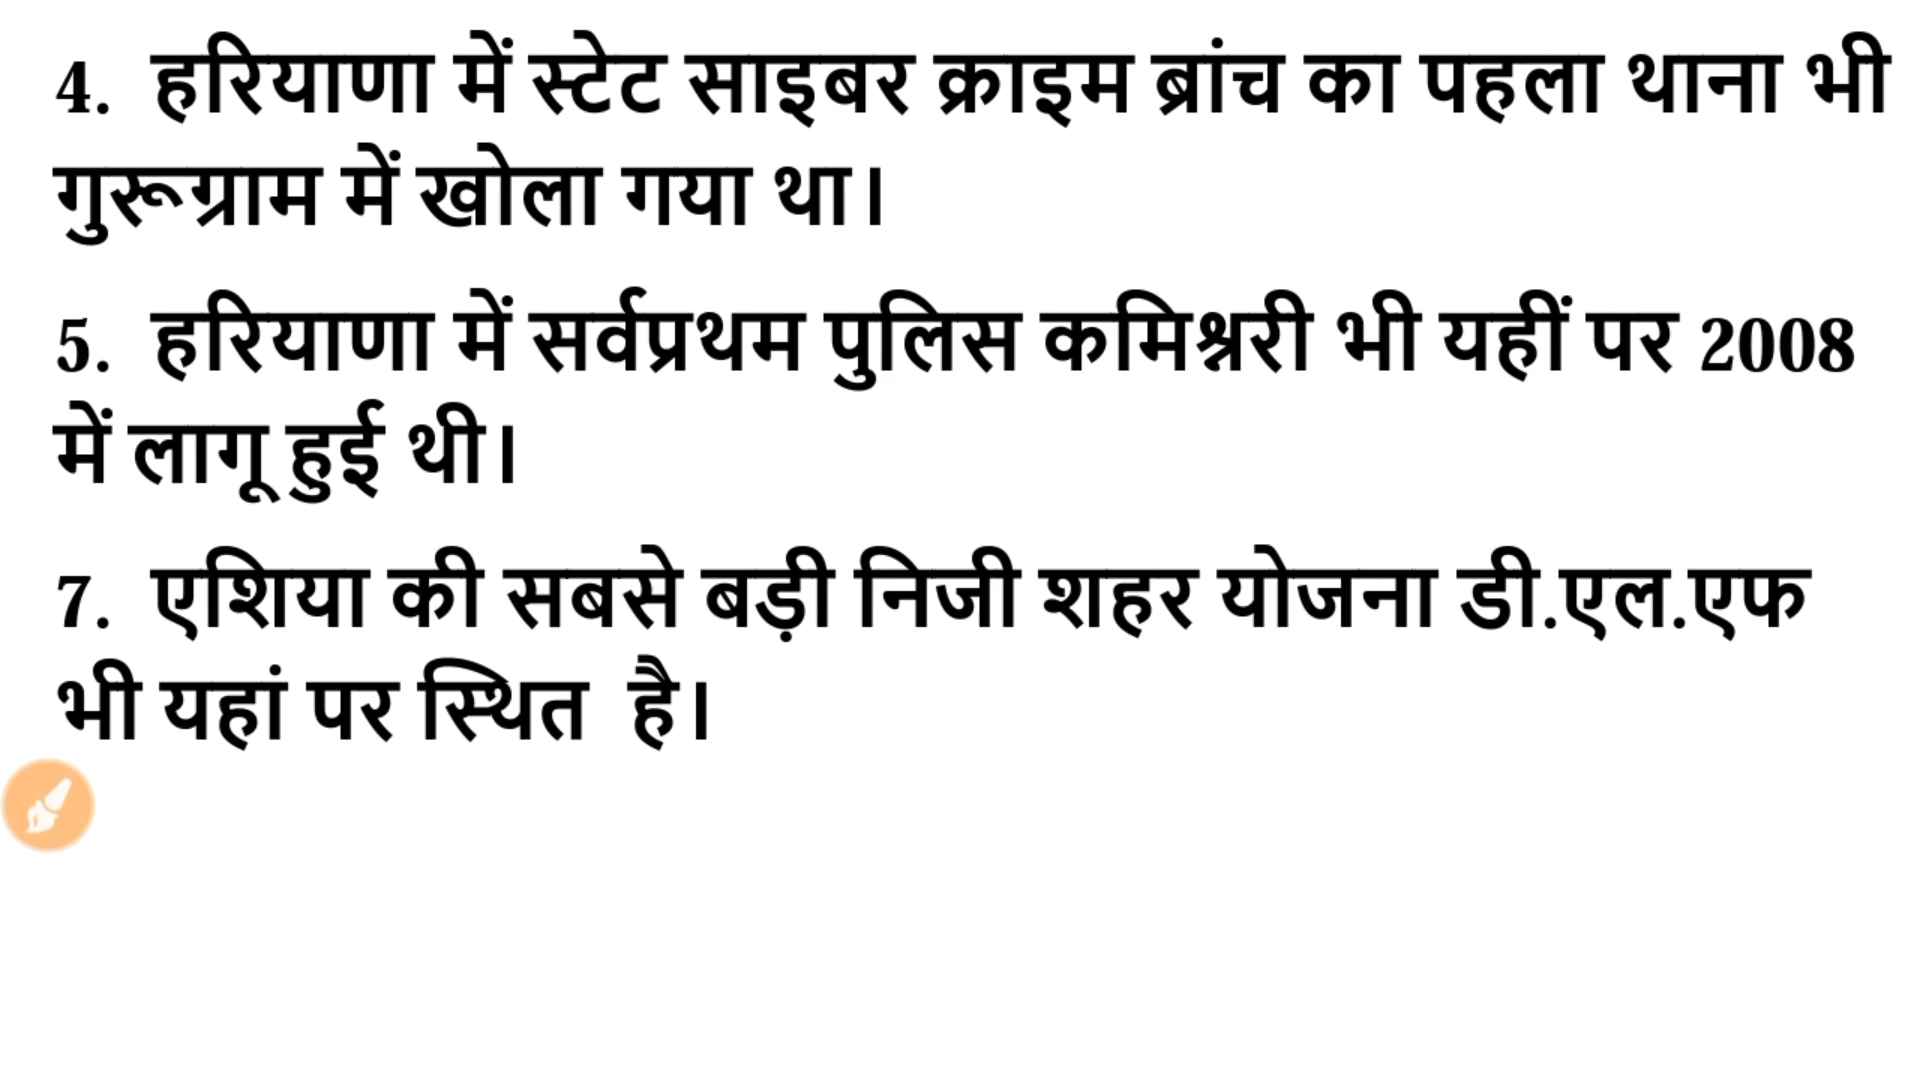 4. हरियाणा में स्टेट साइबर क्राइम ब्रांच का पहला थाना भी
गुरूग्राम में खोला गया था।
5. हरियाणा में सर्वप्रथम पुलिस कमिश्नरी भी यहीं पर 2008
में लागू हुई थी।
7. एशिया की सबसे बड़ी निजी शहर योजना डी.एल.एफ
भी यहां पर स्थित है।